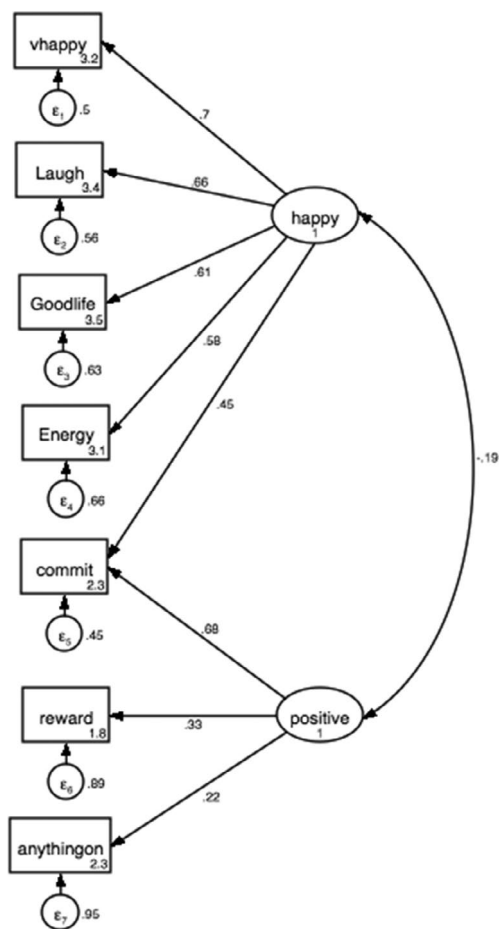 vhappy
3.2
ε1
.5
.7
Laugh
3.4
ε2
.56
.66
happy
1
Goodlife
3.5
ε3
.63
.61
Energy
3.1
ε4
.66
.58
.45
-.19
commit
2.3
ε5
.45
.68
reward
1.8
ε6
.89
.33
positive
1
anythingon
2.3
ε7
.95
.22